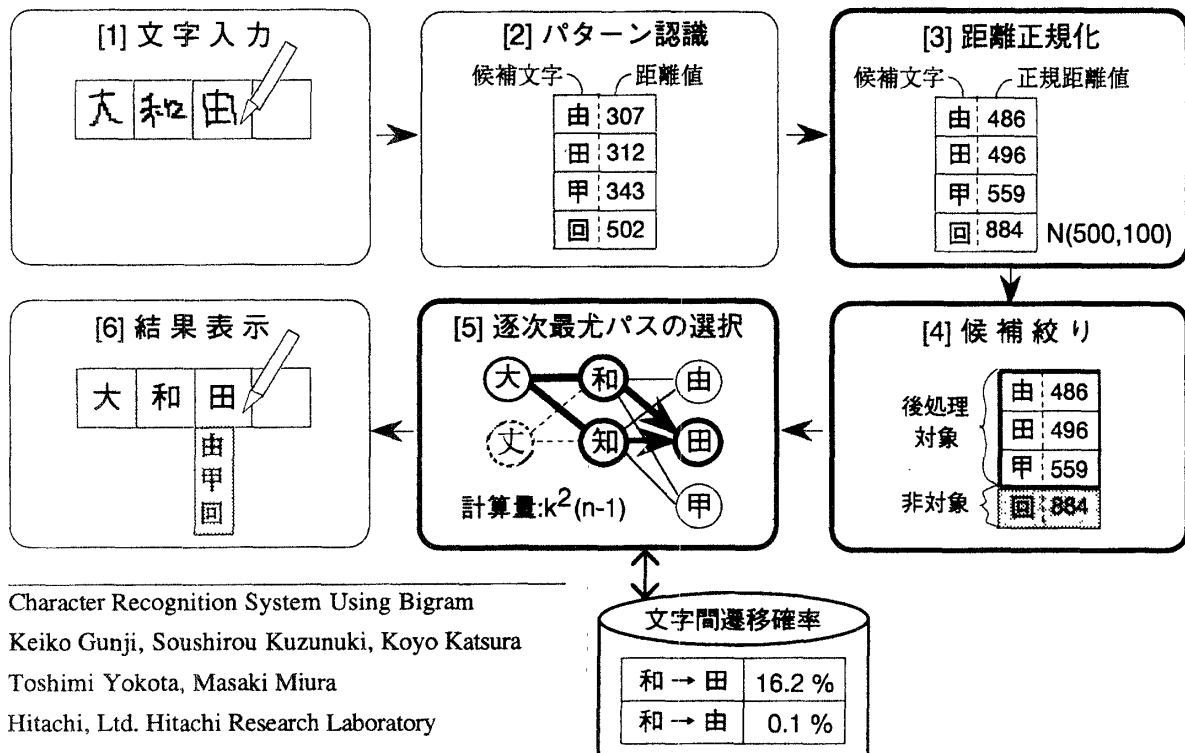 [1] 文字入力
大 和 田
[2] パターン認識
候補文字 距離値
由 307
田 312
甲 343
回 502
[3] 距離正規化
候補文字 正規距離値
由 486
田 496
甲 559
回 884
N(500,100)
[4] 候補絞り
後処理
対象
由 486
田 496
甲 559
非対象
回 884
[5] 逐次最尤パスの選択
大 和 由
丈 知 田
甲
計算量:k²(n-1)
[6] 結果表示
大 和 田
由
甲
回
文字間遷移確率
和 → 田 16.2 %
和 → 由 0.1 %
Character Recognition System Using Bigram
Keiko Gunji, Soushirou Kuzunuki, Koyo Katsura
Toshimi Yokota, Masaki Miura
Hitachi, Ltd. Hitachi Research Laboratory